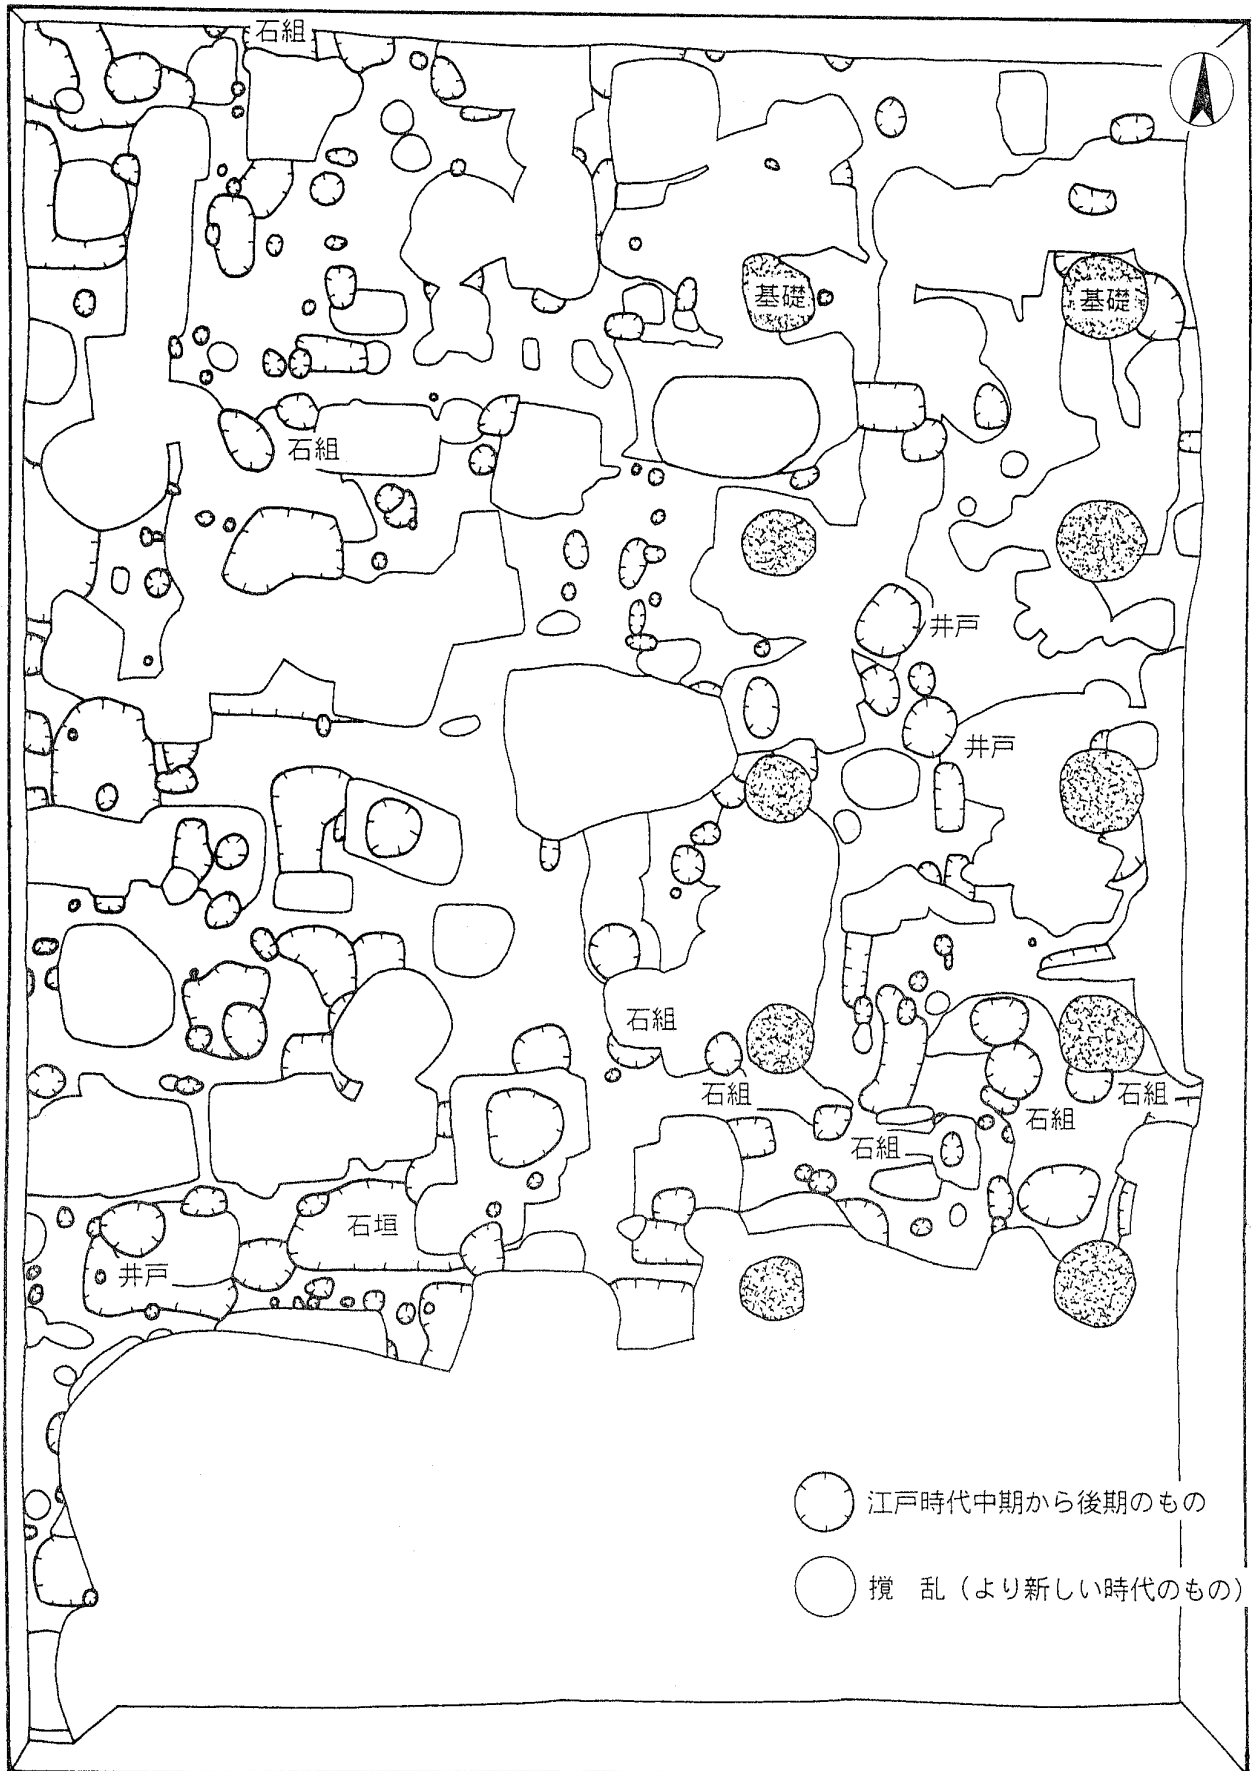 石組
基礎
基礎
石組
井戸
井戸
石組
石組
石組
石組
石組
石垣
井戸
江戸時代中期から後期のもの
撹　乱（より新しい時代のもの）